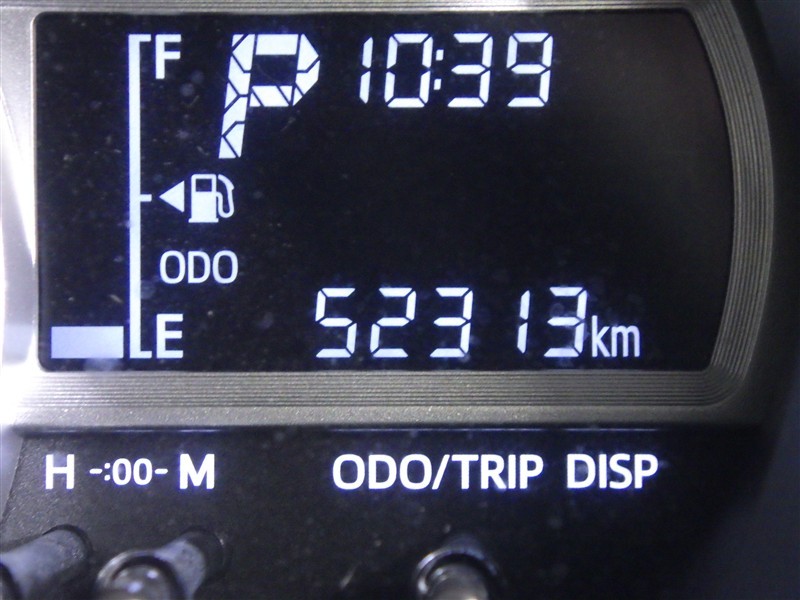 F P 10:39
ODO
E 52313km
H -:00- M ODO/TRIP DISP